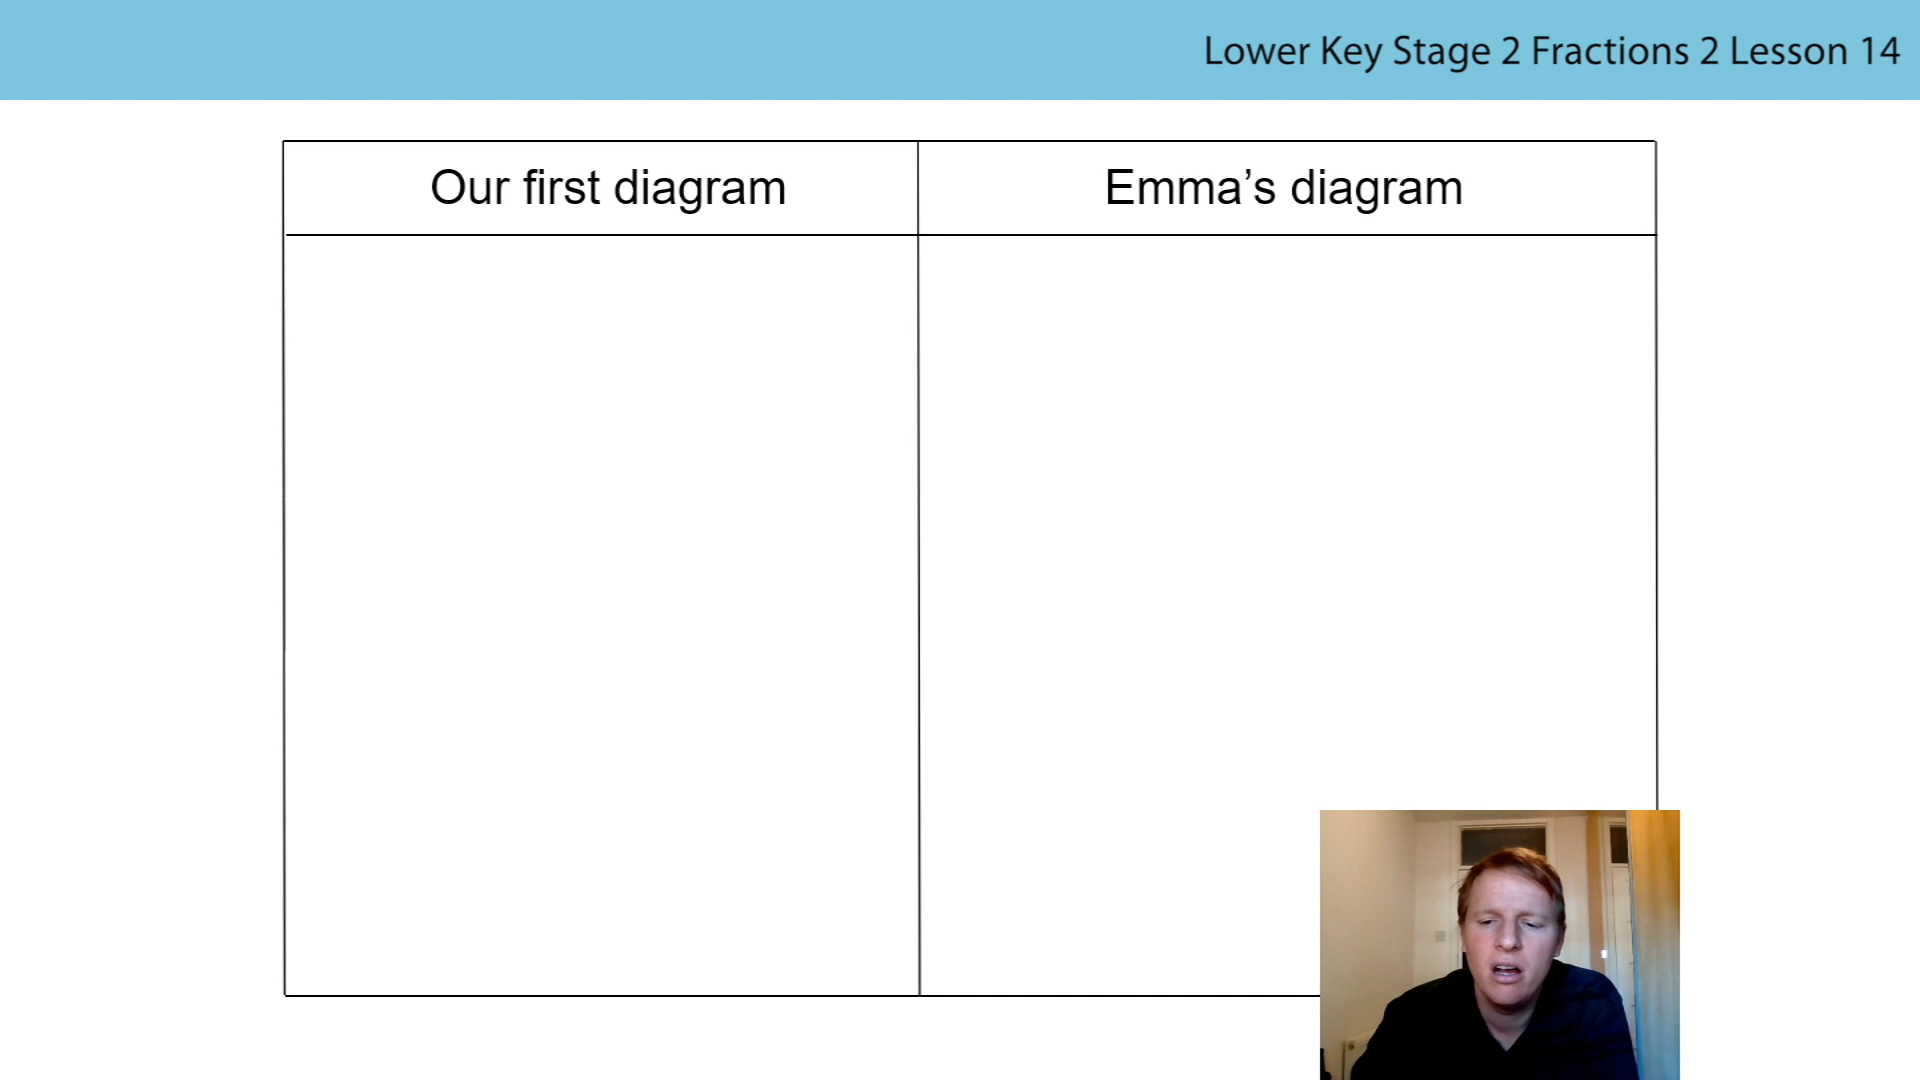 Lower Key Stage 2 Fractions 2 Lesson 14
Our first diagram
Emma’s diagram